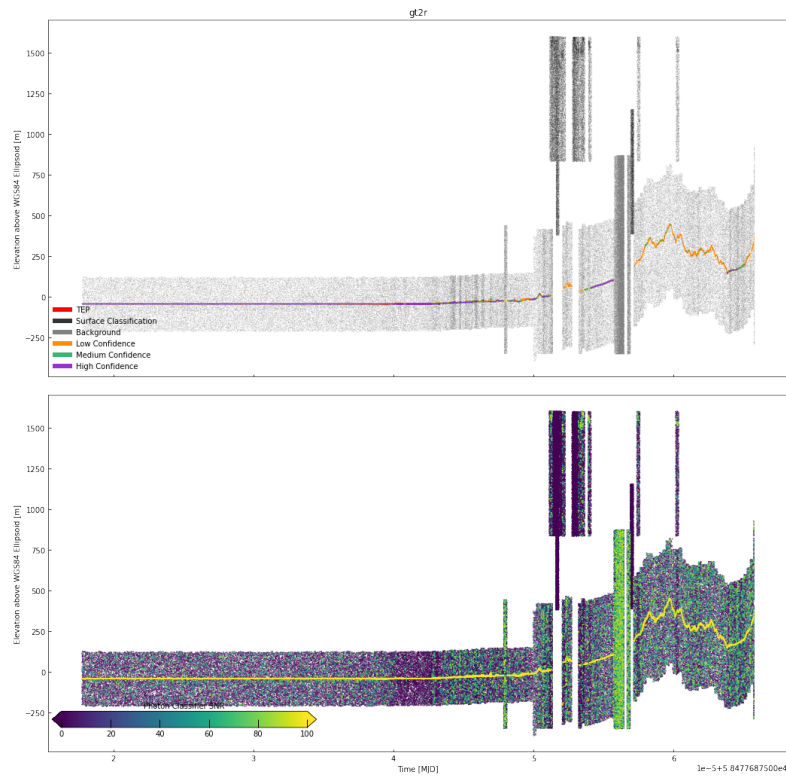 gt2r
1500
1250
1000
750
500
250
0
−250
Elevation above WGS84 Ellipsoid [m]
TEP
Surface Classification
Background
Low Confidence
Medium Confidence
High Confidence
1500
1250
1000
750
500
250
0
−250
Elevation above WGS84 Ellipsoid [m]
Photon Classifier SNR
0 20 40 60 80 100
2 3 4 5 6
Time [MJD]
1e−5+5.8477687500e4